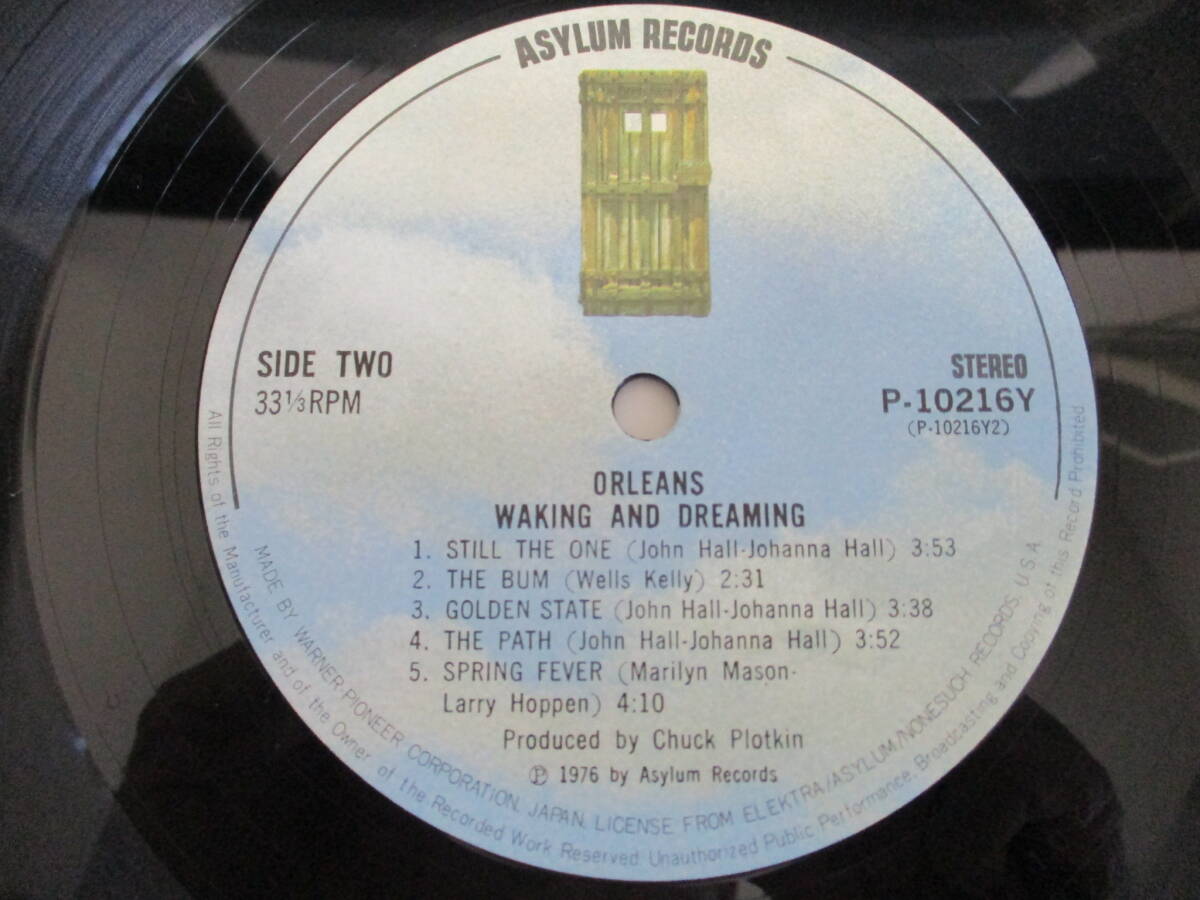 ASYLUM RECORDS
SIDE TWO
33⅓RPM
STEREO
P-10216Y
(P-10216Y2)
ORLEANS
WAKING AND DREAMING
1. STILL THE ONE (John Hall-Johanna Hall) 3:53
2. THE BUM (Wells Kelly) 2:31
3. GOLDEN STATE (John Hall-Johanna Hall) 3:38
4. THE PATH (John Hall-Johanna Hall) 3:52
5. SPRING FEVER (Marilyn Mason-
Larry Hoppen) 4:10
Produced by Chuck Plotkin
Ⓟ 1976 by Asylum Records
MADE BY WARNER-PIONEER CORPORATION, JAPAN. LICENSE FROM ELEKTRA/ASYLUM/NONESUCH RECORDS, U.S.A.
All Rights of the Manufacturer and of the Owner of the Recorded Work Reserved Unauthorized Public Performance, Broadcasting and Copying of this Record Prohibited